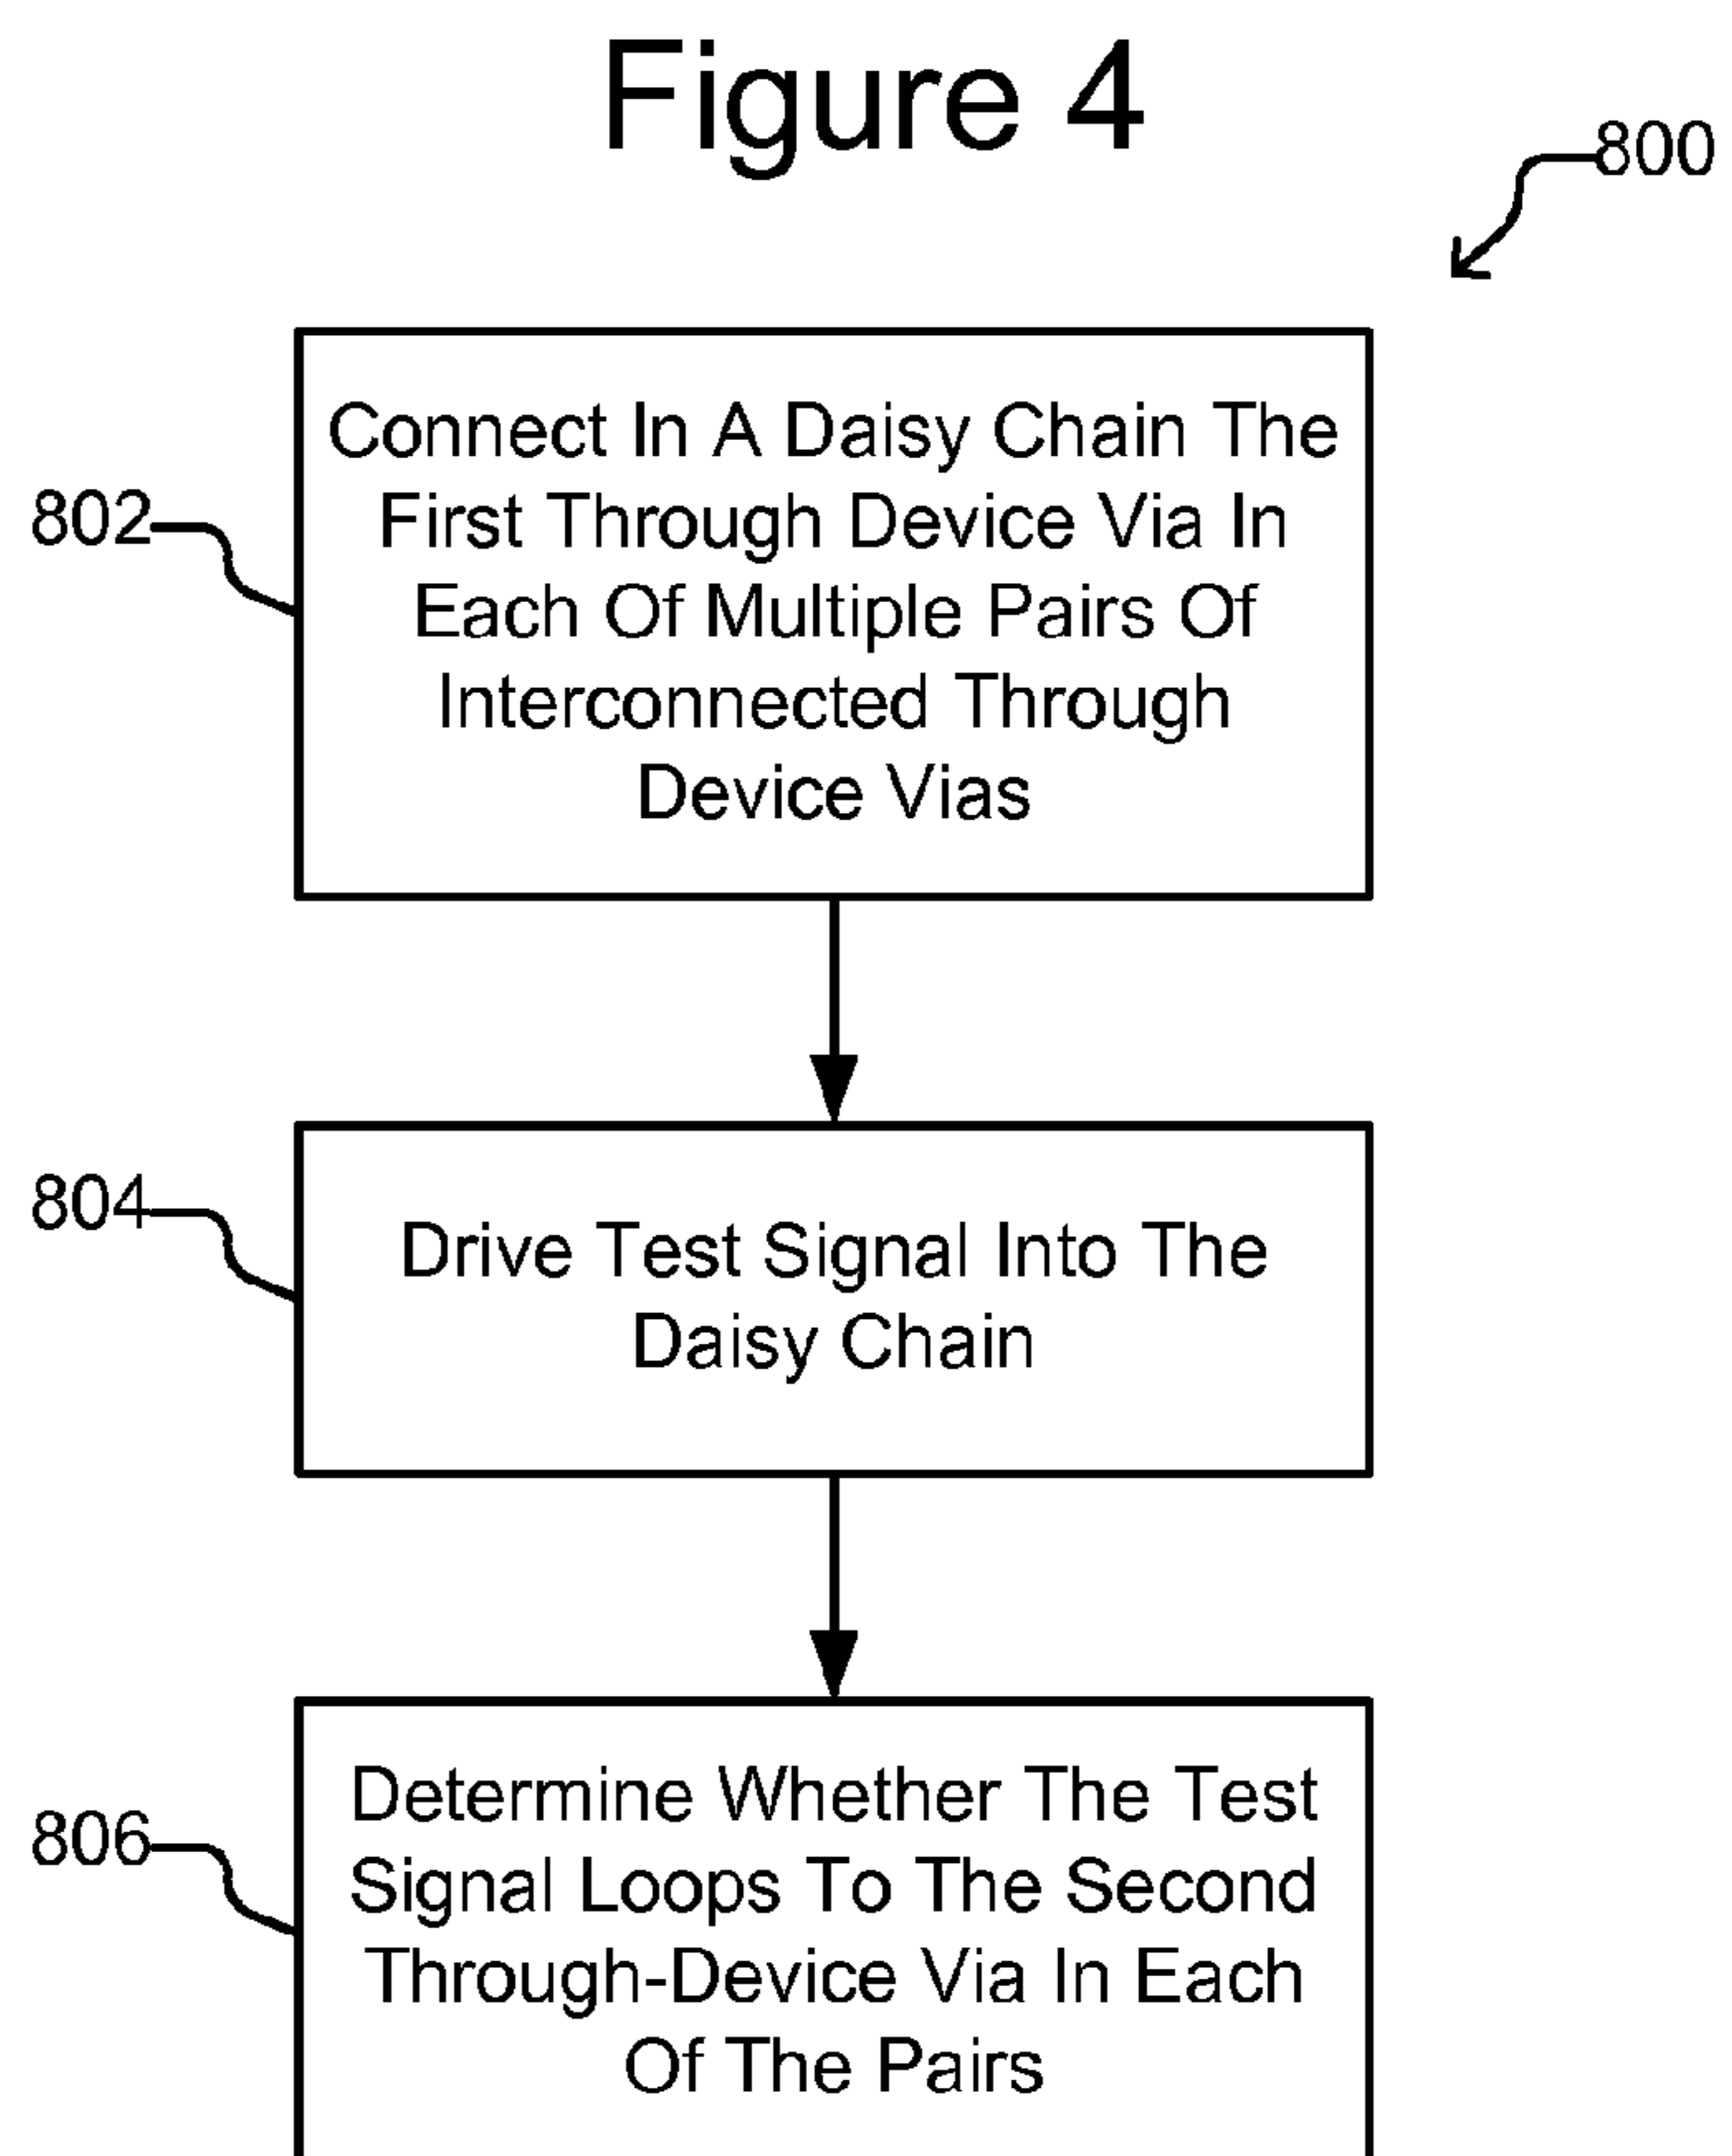 Figure 4
800
Connect In A Daisy Chain The
First Through Device Via In
Each Of Multiple Pairs Of
Interconnected Through
Device Vias
802
Drive Test Signal Into The
Daisy Chain
804
Determine Whether The Test
Signal Loops To The Second
Through-Device Via In Each
Of The Pairs
806